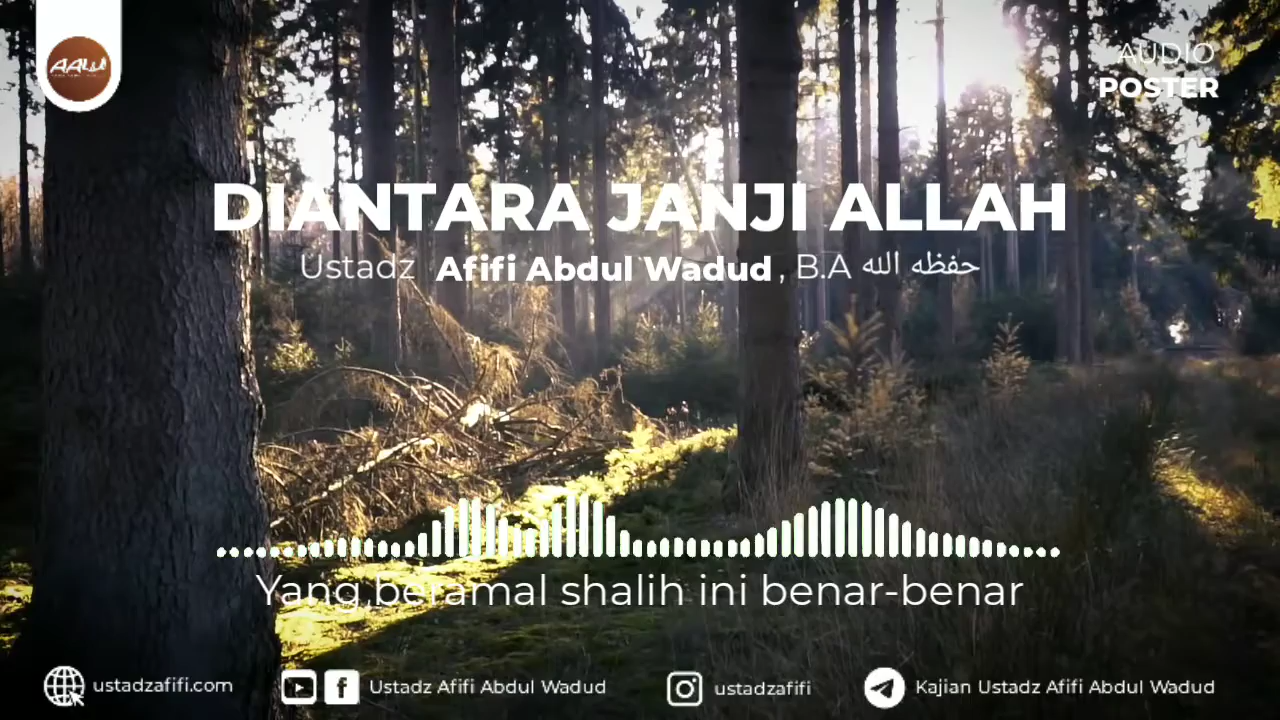 AAW
AUDIO
POSTER
DIANTARA JANJI ALLAH
Ustadz Afifi Abdul Wadud, B.A حفظه الله
Yang beramal shalih ini benar-benar
ustadzafifi.com
Ustadz Afifi Abdul Wadud
ustadzafifi
Kajian Ustadz Afifi Abdul Wadud